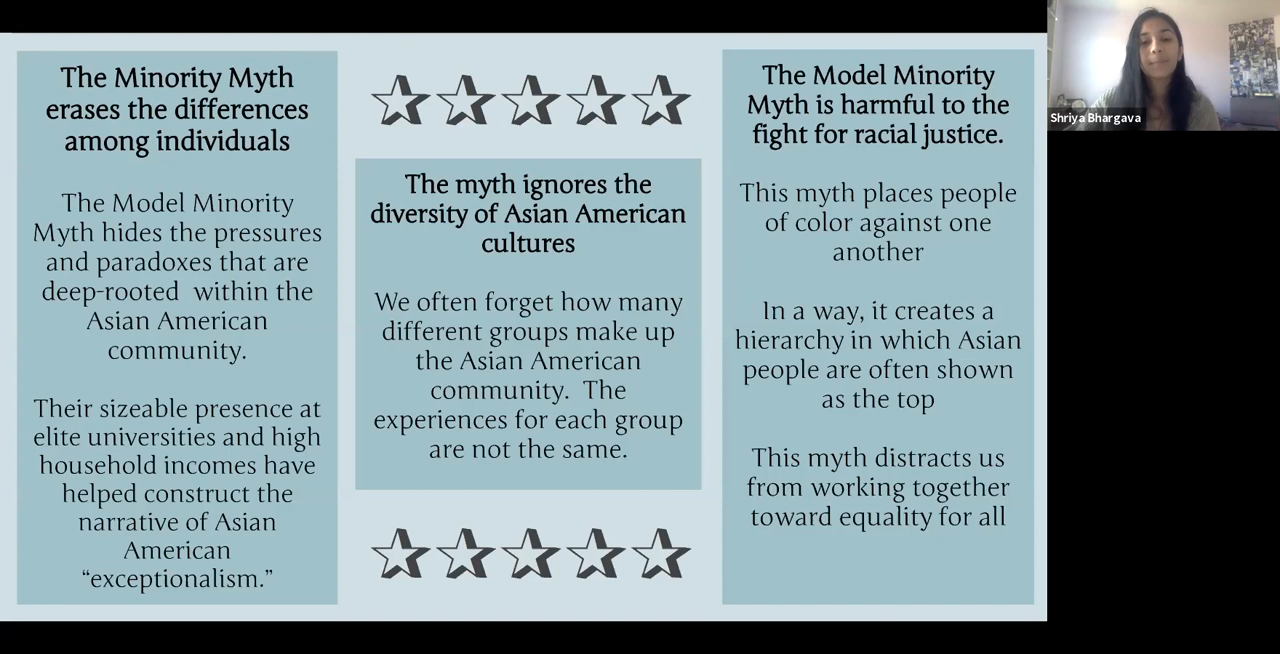 The Minority Myth
erases the differences
among individuals
The Model Minority
Myth hides the pressures
and paradoxes that are
deep-rooted within the
Asian American
community.
Their sizeable presence at
elite universities and high
household incomes have
helped construct the
narrative of Asian
American
“exceptionalism.”
The myth ignores the
diversity of Asian American
cultures
We often forget how many
different groups make up
the Asian American
community. The
experiences for each group
are not the same.
The Model Minority
Myth is harmful to the
fight for racial justice.
This myth places people
of color against one
another
In a way, it creates a
hierarchy in which Asian
people are often shown
as the top
This myth distracts us
from working together
toward equality for all
Shriya Bhargava